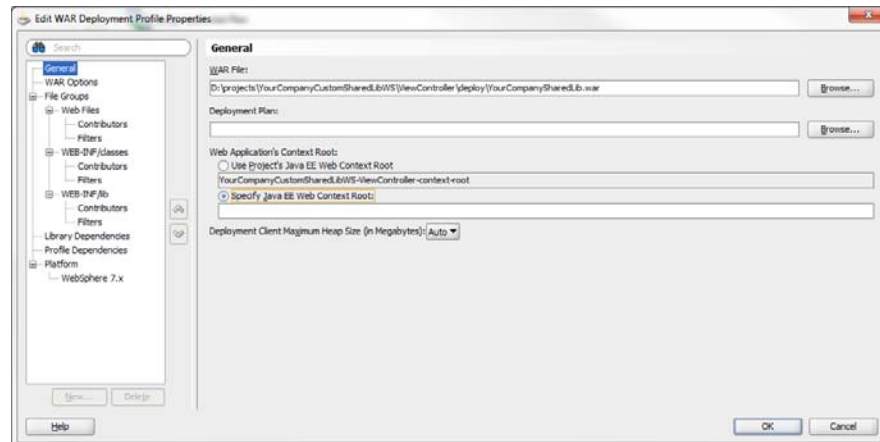 Edit WAR Deployment Profile Properties
Search
General
WAR Options
File Groups
Web Files
Contributors
Filters
WEB-INF/classes
Contributors
Filters
WEB-INF/lib
Contributors
Filters
Library Dependencies
Profile Dependencies
Platform
WebSphere 7.x
New...
Delete
General
WAR File:
D:\projects\YourCompanyCustomSharedLibWS\ViewController\deploy\YourCompanySharedLib.war
Browse...
Deployment Plan:
Browse...
Web Application's Context Root:
Use Project's Java EE Web Context Root
YourCompanyCustomSharedLibWS-ViewController-context-root
Specify Java EE Web Context Root:
Deployment Client Maximum Heap Size (in Megabytes): Auto
Help
OK
Cancel